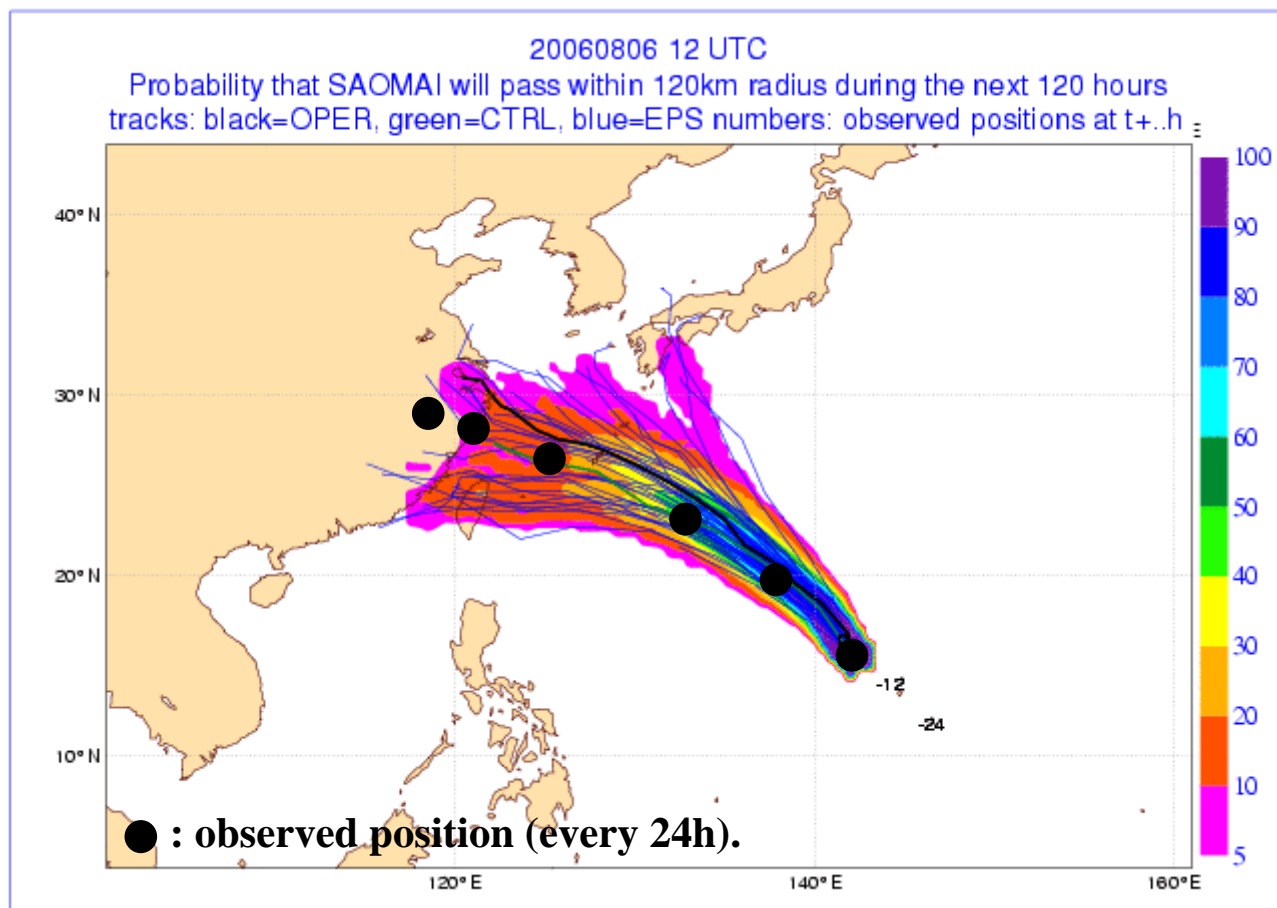 20060806 12 UTC
Probability that SAOMAI will pass within 120km radius during the next 120 hours
tracks: black=OPER, green=CTRL, blue=EPS numbers: observed positions at t+..h
100
90
80
70
60
50
40
30
20
10
5
40°N
30°N
20°N
10°N
-12
-24
: observed position (every 24h).
120°E
140°E
160°E